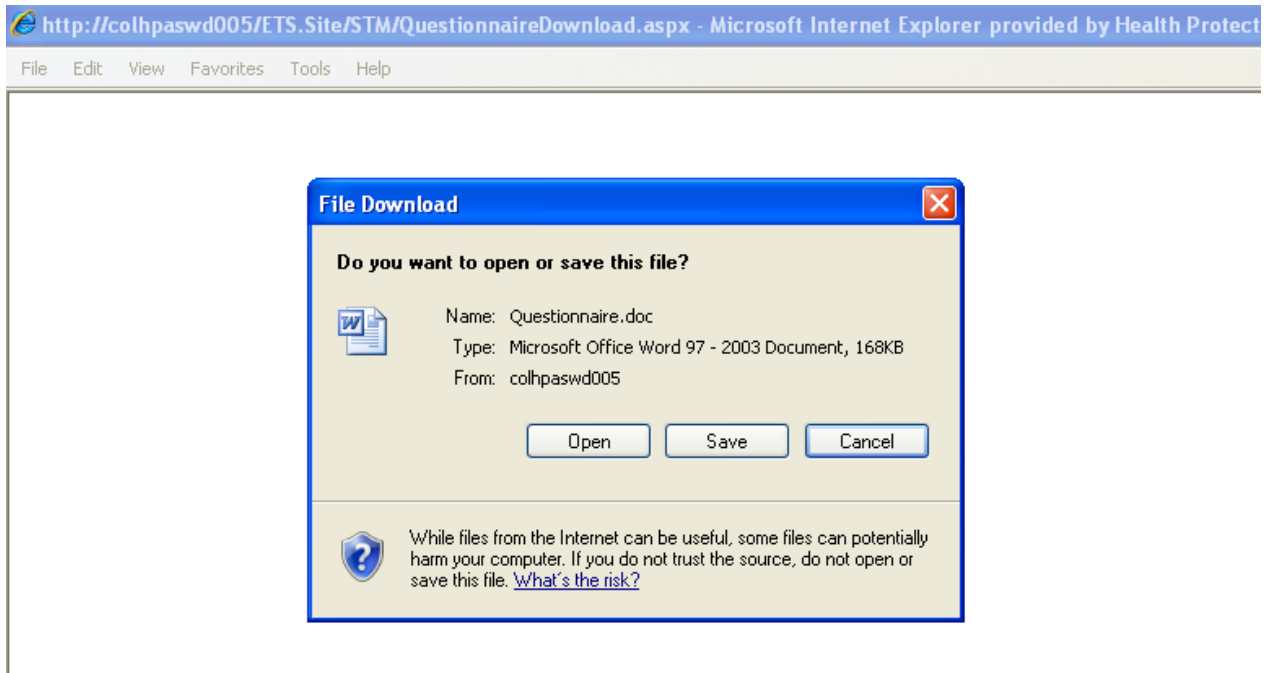 http://colhpaswd005/ETS.Site/STM/QuestionnaireDownload.aspx - Microsoft Internet Explorer provided by Health Protect
File Edit View Favorites Tools Help
File Download
Do you want to open or save this file?
Name: Questionnaire.doc
Type: Microsoft Office Word 97 - 2003 Document, 168KB
From: colhpaswd005
Open Save Cancel
While files from the Internet can be useful, some files can potentially
harm your computer. If you do not trust the source, do not open or
save this file. What's the risk?